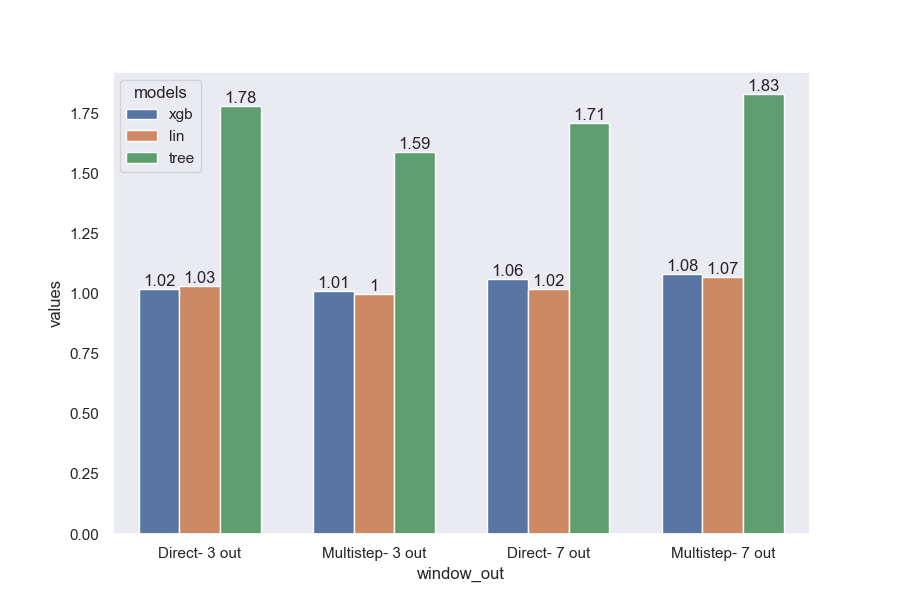 models
xgb
lin
tree
1.78
1.59
1.71
1.83
1.02
1.03
1.01
1
1.06
1.02
1.08
1.07
values
1.75
1.50
1.25
1.00
0.75
0.50
0.25
0.00
Direct- 3 out
Multistep- 3 out
Direct- 7 out
Multistep- 7 out
window_out